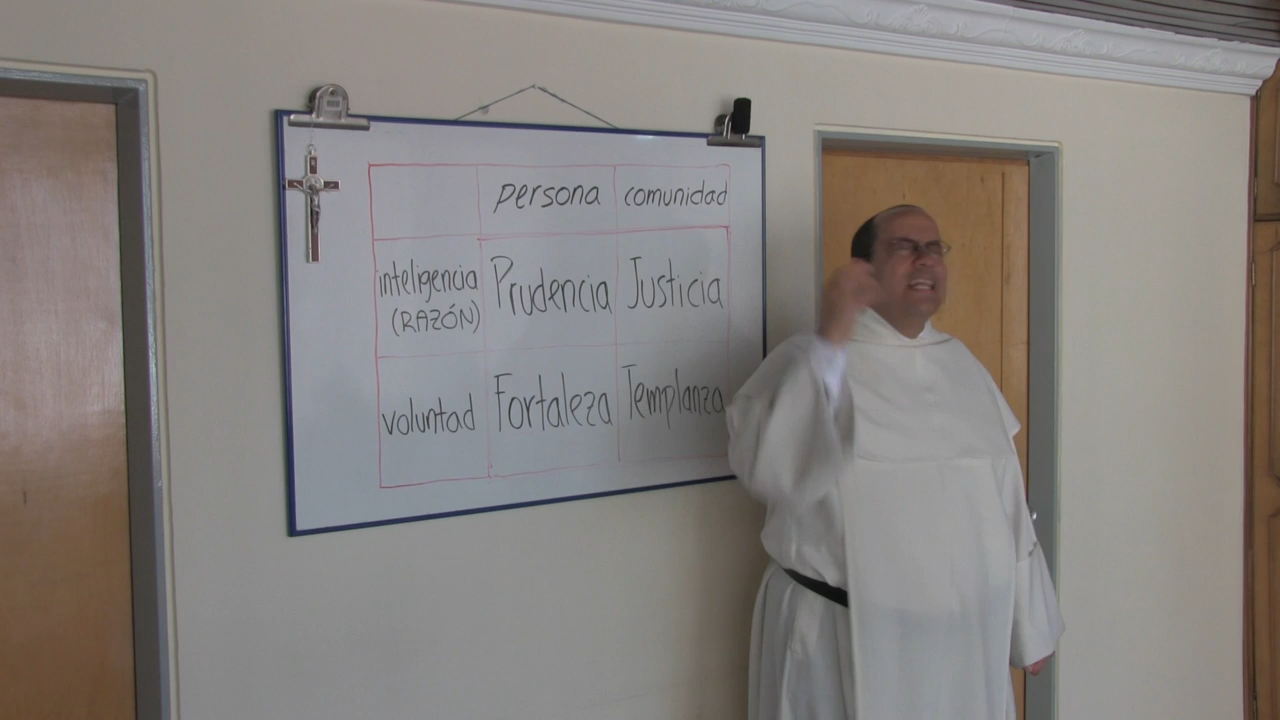 persona comunidad
inteligencia Prudencia Justicia
(RAZÓN)
voluntad Fortaleza Templanza